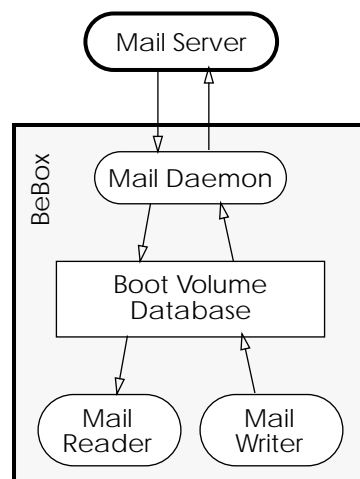 Mail Server
BeBox
Mail Daemon
Boot Volume
Database
Mail
Reader
Mail
Writer